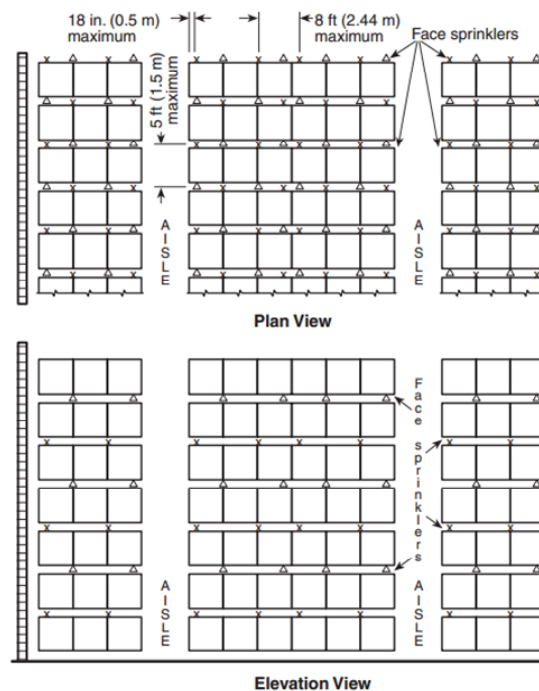 18 in. (0.5 m)
maximum
8 ft (2.44 m)
maximum
Face sprinklers
5 ft (1.5 m)
maximum
AISLE
AISLE
Plan View
Face sprinklers
AISLE
AISLE
Elevation View